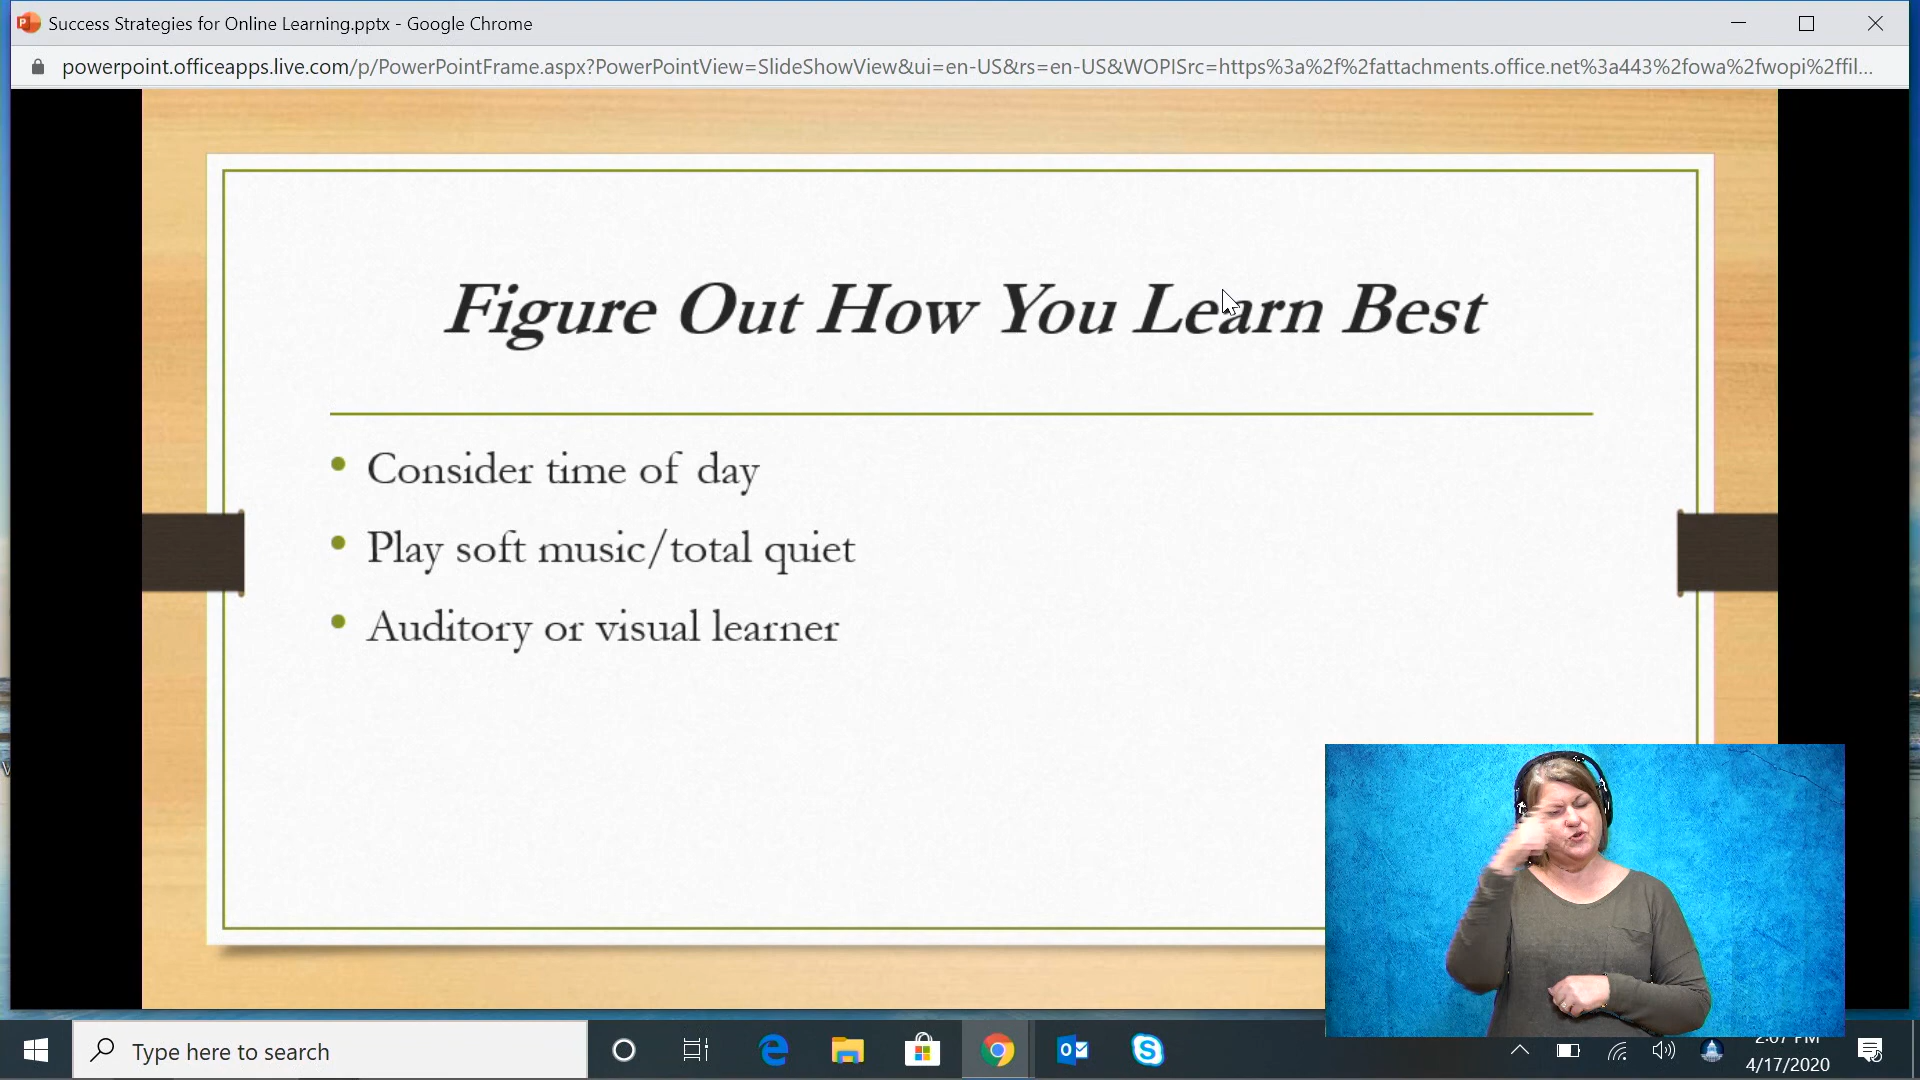 Success Strategies for Online Learning.pptx - Google Chrome
powerpoint.officeapps.live.com/p/PowerPointFrame.aspx?PowerPointView=SlideShowView&ui=en-US&rs=en-US&WOPISrc=https%3a%2f%2fattachments.office.net%3a443%2fowa%2fwopi%2ffil...
Figure Out How You Learn Best
• Consider time of day
• Play soft music/total quiet
• Auditory or visual learner
Type here to search
2:07 PM
4/17/2020